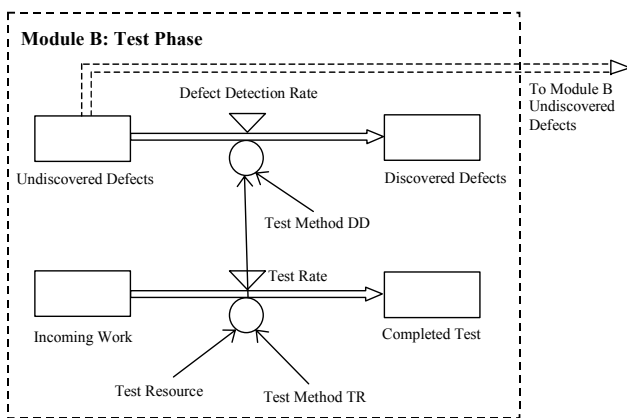 Module B: Test Phase
To Module B
Undiscovered
Defects
Defect Detection Rate
Undiscovered Defects
Discovered Defects
Test Method DD
Test Rate
Incoming Work
Completed Test
Test Resource
Test Method TR